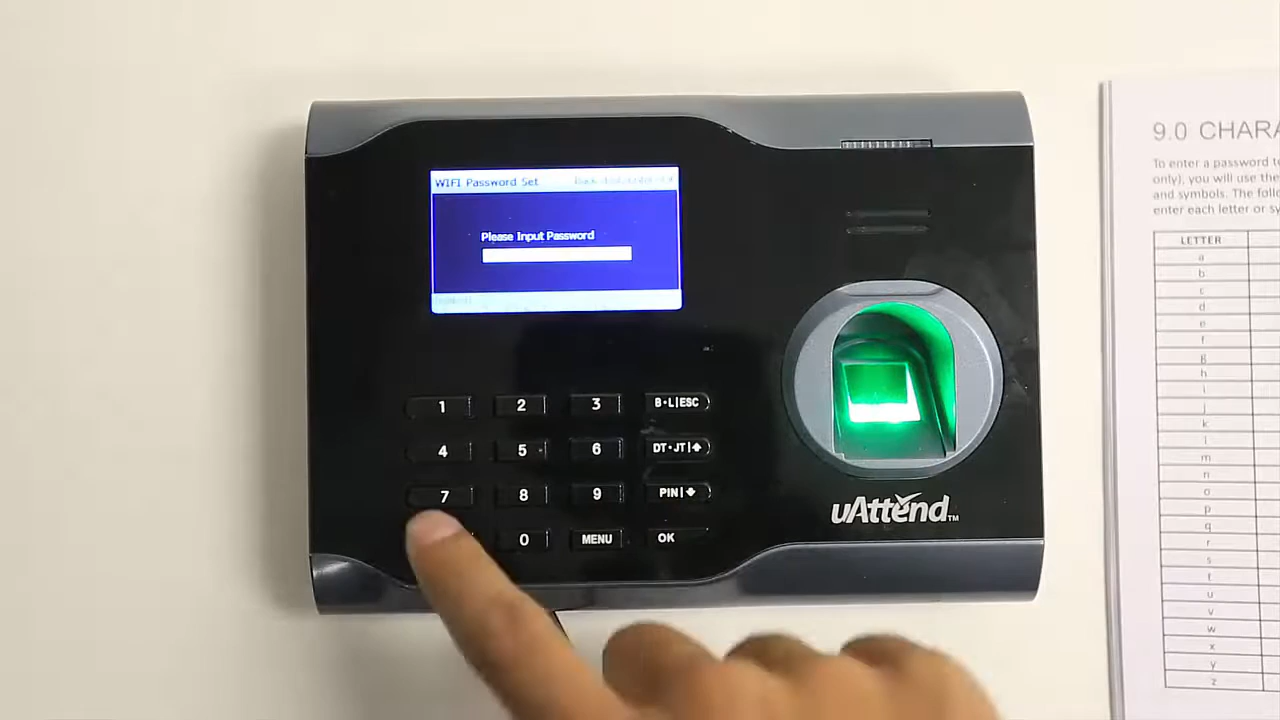 WIFI Password Set
Please Input Password
1 2 3 B·L|ESC
4 5 6 DT·JT|
7 8 9 PIN|
0 MENU OK
uAttend™
9.0 CHARA
To enter a password t
only), you will use the
and symbols. The foll
enter each letter or sy
LETTER
a
b
c
d
e
f
g
h
i
j
k
l
m
n
o
p
q
r
s
t
u
v
w
x
y
z